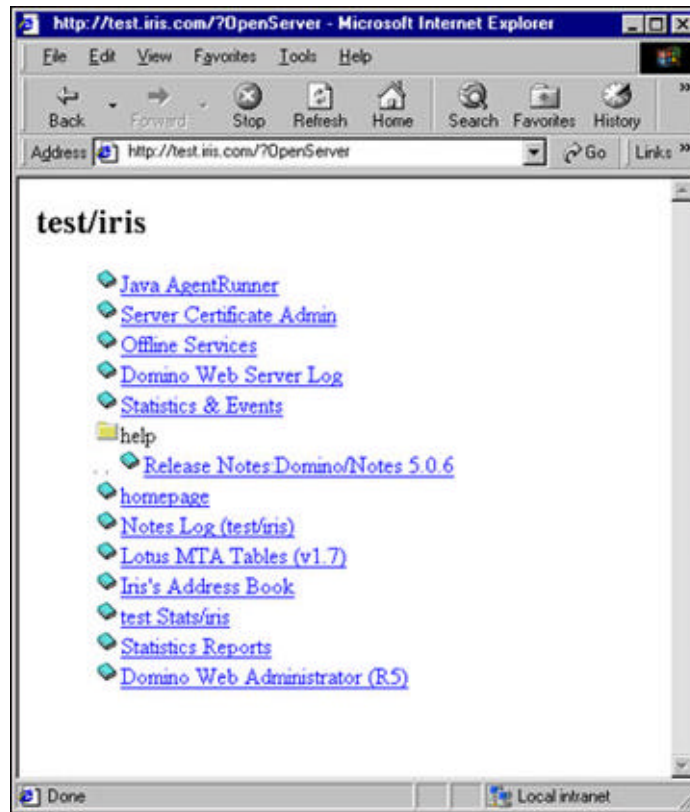 http://test.iris.com/?OpenServer - Microsoft Internet Explorer
File Edit View Favorites Tools Help
Back Forward Stop Refresh Home Search Favorites History »
Address http://test.iris.com/?OpenServer Go Links »
test/iris
Java AgentRunner
Server Certificate Admin
Offline Services
Domino Web Server Log
Statistics & Events
help
. . Release Notes:Domino/Notes 5.0.6
homepage
Notes Log (test/iris)
Lotus MTA Tables (v1.7)
Iris's Address Book
test Stats/iris
Statistics Reports
Domino Web Administrator (R5)
Done Local intranet